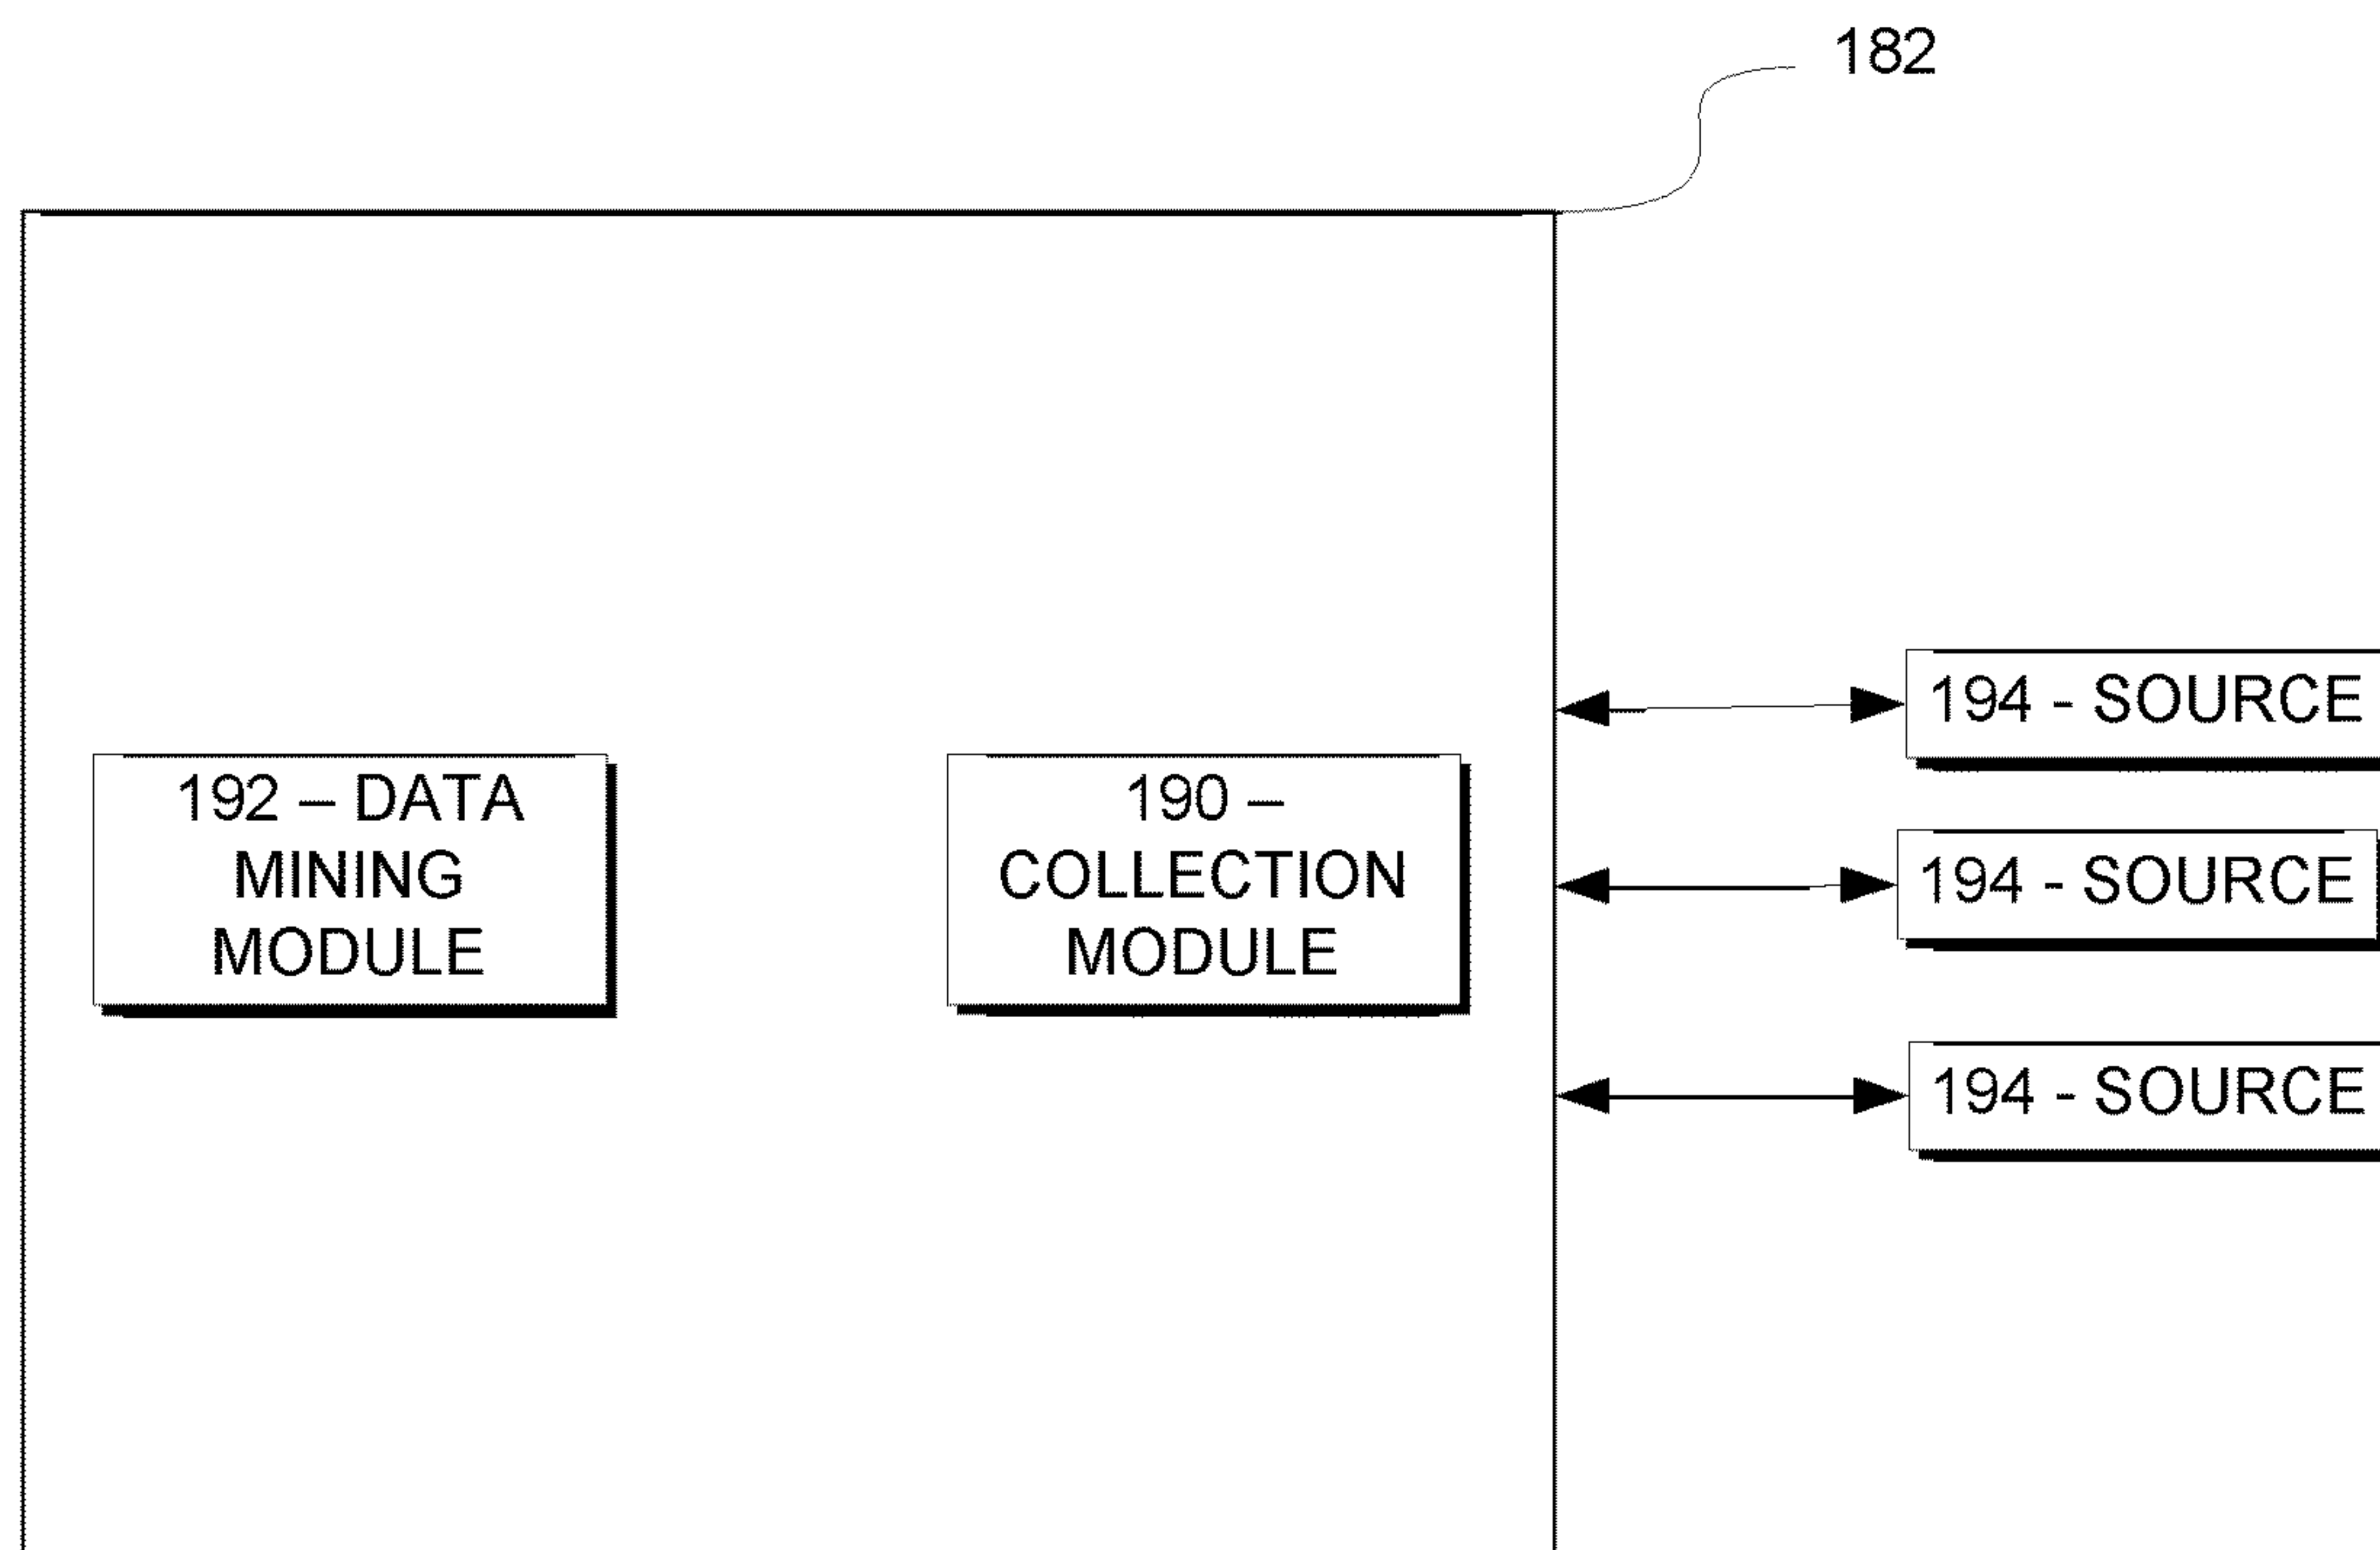 182
194 - SOURCE
192 – DATA
MINING
MODULE
190 –
COLLECTION
MODULE
194 - SOURCE
194 - SOURCE